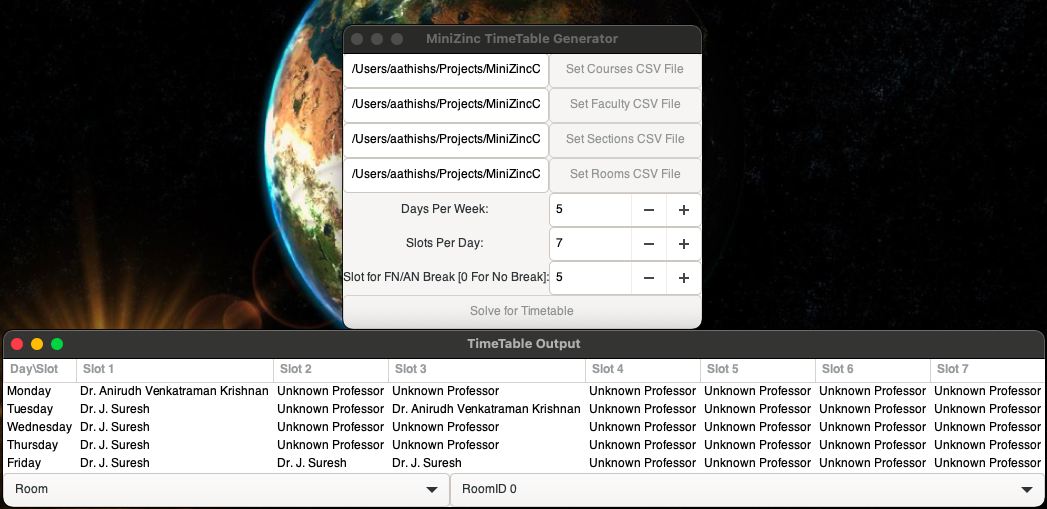 MiniZinc TimeTable Generator
/Users/aathishs/Projects/MiniZincC Set Courses CSV File
/Users/aathishs/Projects/MiniZincC Set Faculty CSV File
/Users/aathishs/Projects/MiniZincC Set Sections CSV File
/Users/aathishs/Projects/MiniZincC Set Rooms CSV File
Days Per Week: 5 − +
Slots Per Day: 7 − +
Slot for FN/AN Break [0 For No Break]: 5 − +
Solve for Timetable
TimeTable Output
Day\Slot Slot 1 Slot 2 Slot 3 Slot 4 Slot 5 Slot 6 Slot 7
Monday Dr. Anirudh Venkatraman Krishnan Unknown Professor Unknown Professor Unknown Professor Unknown Professor Unknown Professor Unknown Professor
Tuesday Dr. J. Suresh Unknown Professor Dr. Anirudh Venkatraman Krishnan Unknown Professor Unknown Professor Unknown Professor Unknown Professor
Wednesday Dr. J. Suresh Unknown Professor Unknown Professor Unknown Professor Unknown Professor Unknown Professor Unknown Professor
Thursday Dr. J. Suresh Unknown Professor Unknown Professor Unknown Professor Unknown Professor Unknown Professor Unknown Professor
Friday Dr. J. Suresh Dr. J. Suresh Dr. J. Suresh Unknown Professor Unknown Professor Unknown Professor Unknown Professor
Room RoomID 0